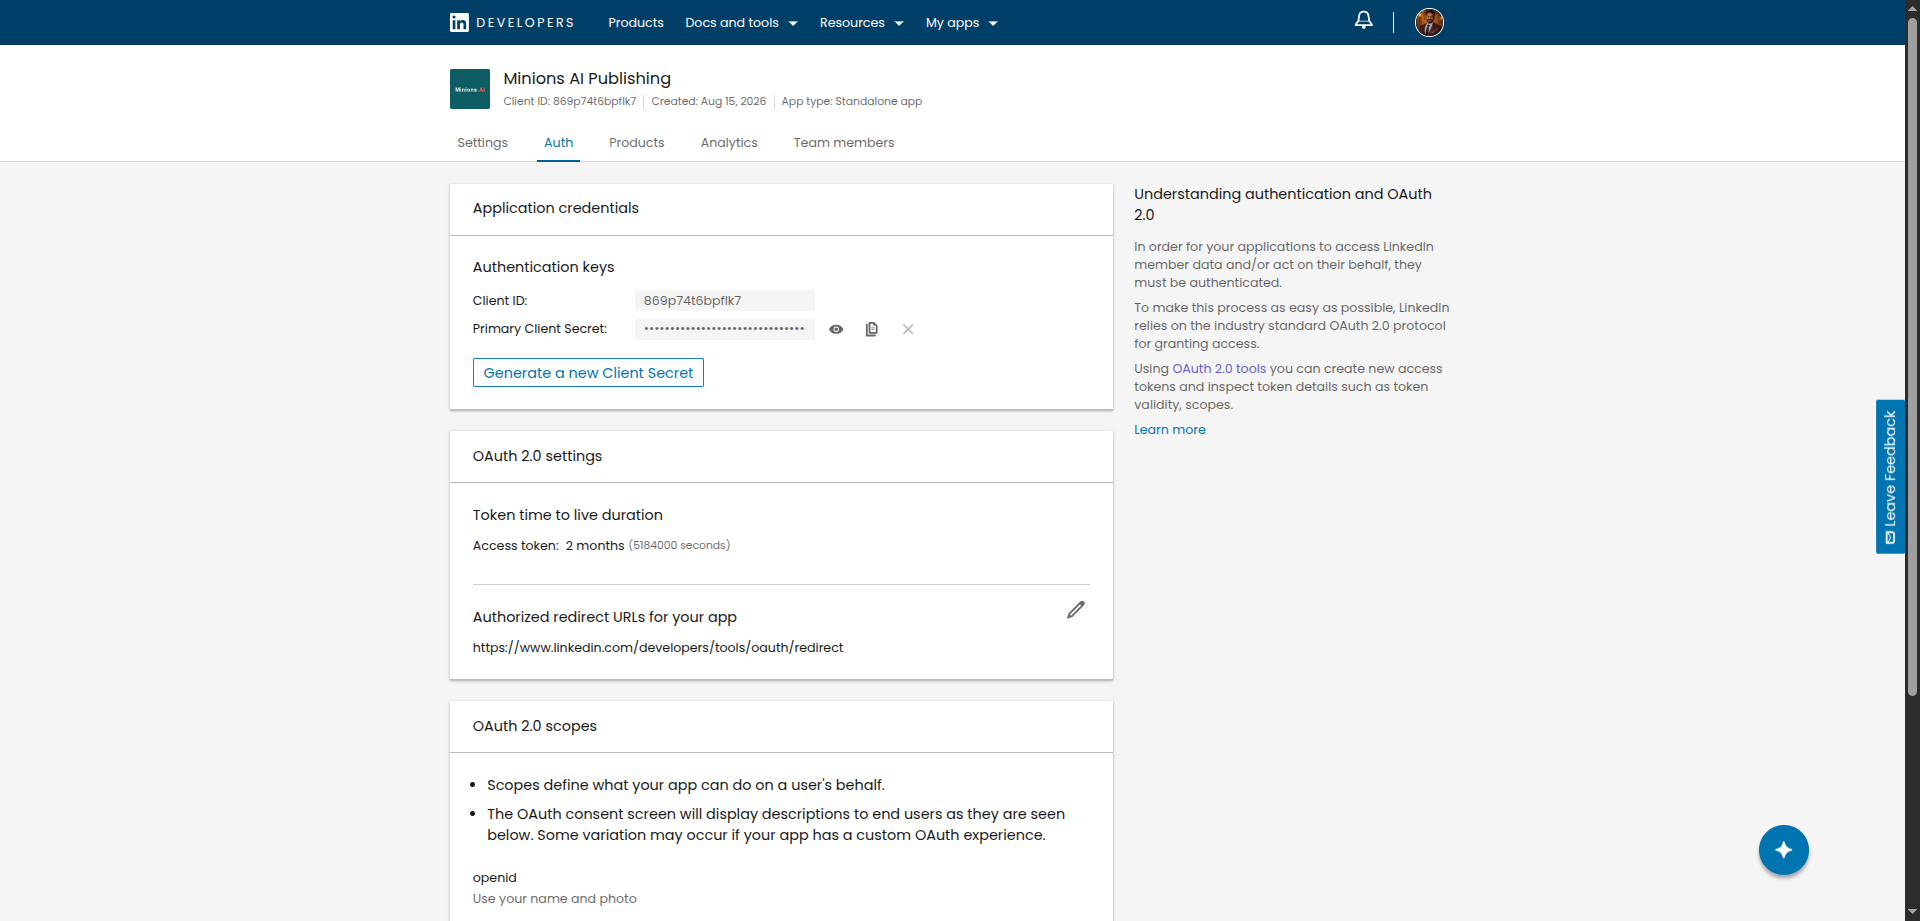 in DEVELOPERS Products Docs and tools Resources My apps
Minions AI
Minions AI Publishing
Client ID: 869p74t6bpflk7 Created: Aug 15, 2026 App type: Standalone app
Settings Auth Products Analytics Team members
Application credentials
Authentication keys
Client ID: 869p74t6bpflk7
Primary Client Secret: •••••••••••••••••••••••••••••••
Generate a new Client Secret
OAuth 2.0 settings
Token time to live duration
Access token: 2 months (5184000 seconds)
Authorized redirect URLs for your app
https://www.linkedin.com/developers/tools/oauth/redirect
OAuth 2.0 scopes
• Scopes define what your app can do on a user's behalf.
• The OAuth consent screen will display descriptions to end users as they are seen
below. Some variation may occur if your app has a custom OAuth experience.
openid
Use your name and photo
Understanding authentication and OAuth
2.0
In order for your applications to access LinkedIn
member data and/or act on their behalf, they
must be authenticated.
To make this process as easy as possible, LinkedIn
relies on the industry standard OAuth 2.0 protocol
for granting access.
Using OAuth 2.0 tools you can create new access
tokens and inspect token details such as token
validity, scopes.
Learn more
Leave Feedback